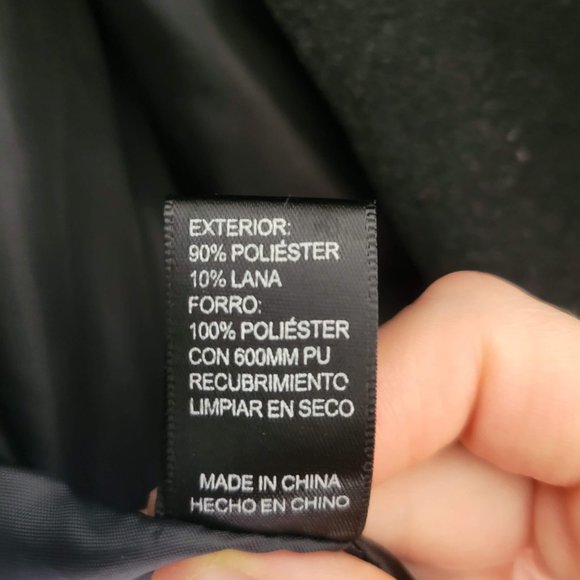 EXTERIOR:
90% POLIÉSTER
10% LANA
FORRO:
100% POLIÉSTER
CON 600MM PU
RECUBRIMIENTO
LIMPIAR EN SECO
MADE IN CHINA
HECHO EN CHINO